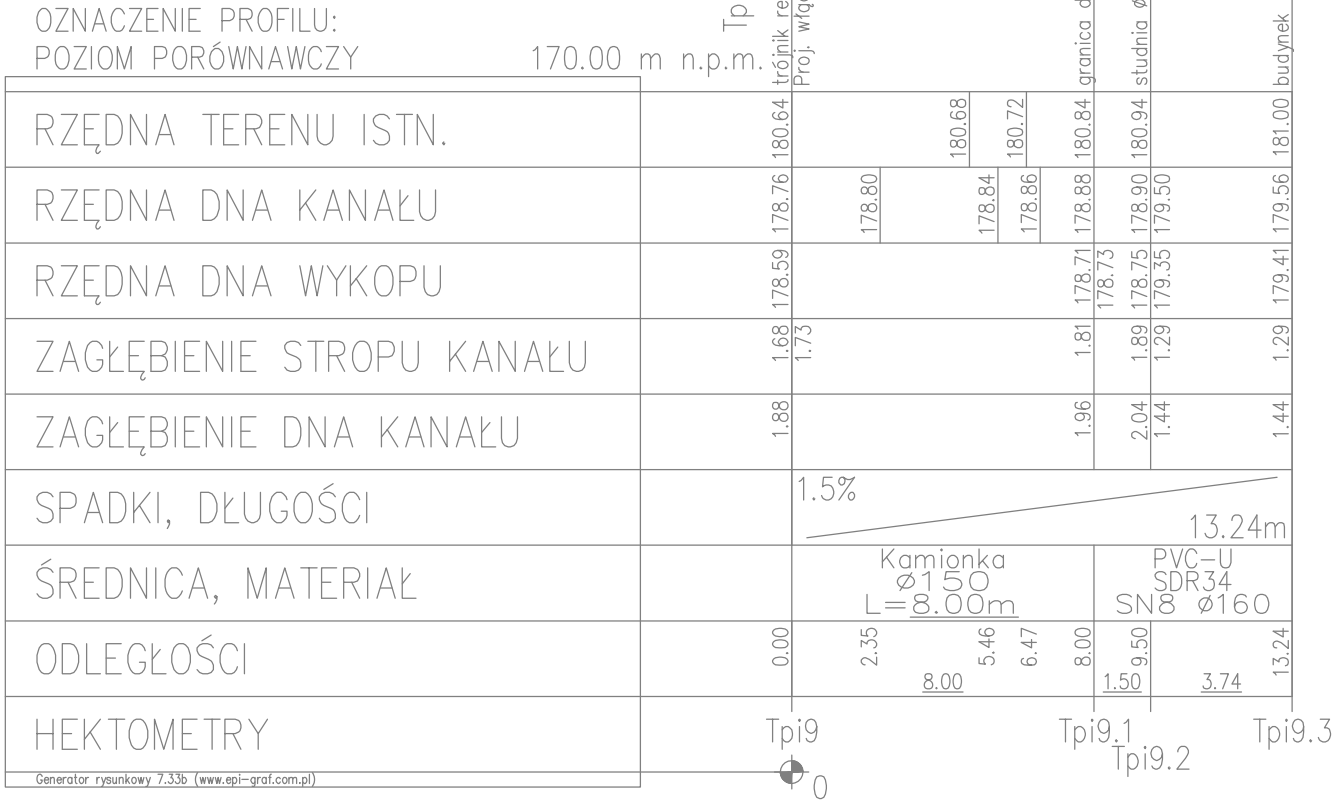 OZNACZENIE PROFILU:
Tp
POZIOM PORÓWNAWCZY 170.00 m n.p.m.
trójnik re
Proj. włąc
granica d
studnia Ø
budynek
RZĘDNA TERENU ISTN. 180.64 180.68 180.72 180.84 180.94 181.00
RZĘDNA DNA KANAŁU 178.76 178.80 178.84 178.86 178.88 178.90 179.50 179.56
RZĘDNA DNA WYKOPU 178.59 178.71 178.73 178.75 179.35 179.41
ZAGŁĘBIENIE STROPU KANAŁU 1.68 1.73 1.81 1.89 1.29 1.29
ZAGŁĘBIENIE DNA KANAŁU 1.88 1.96 2.04 1.44 1.44
SPADKI, DŁUGOŚCI 1.5% 13.24m
ŚREDNICA, MATERIAŁ
Kamionka
Ø150
L=8.00m
PVC-U
SDR34
SN8 Ø160
ODLEGŁOŚCI 0.00 2.35 5.46 6.47 8.00 9.50 13.24
8.00 1.50 3.74
HEKTOMETRY Tpi9 Tpi9.1 Tpi9.2 Tpi9.3
Generator rysunkowy 7.33b (www.epi-graf.com.pl)
0